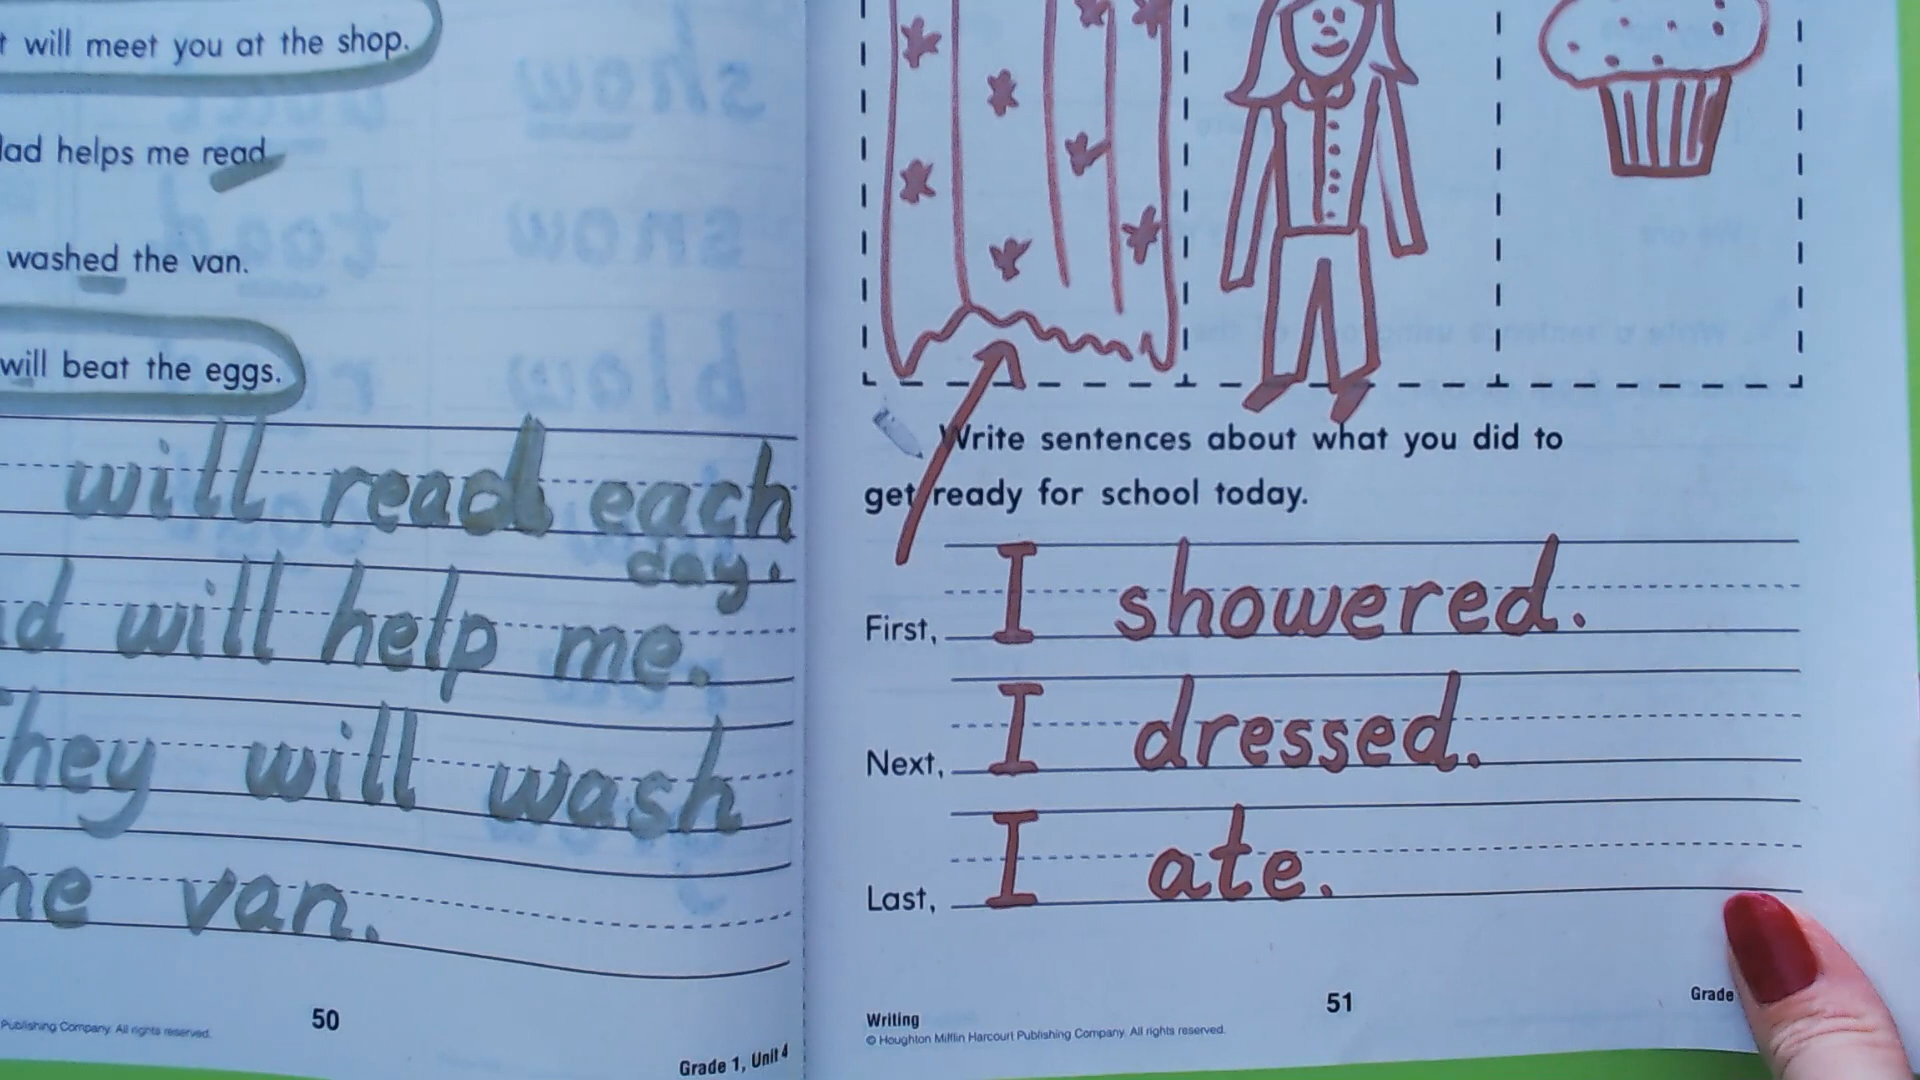 will meet you at the shop.
helps me read.
washed the van.
will beat the eggs.
will read each
day.
will help me.
will wash
van.
50
Publishing Company. All rights reserved.
Grade 1, Unit 4
Write sentences about what you did to
get ready for school today.
First, I showered.
Next, I dressed.
Last, I ate.
Writing
51
Grade
© Houghton Mifflin Harcourt Publishing Company. All rights reserved.